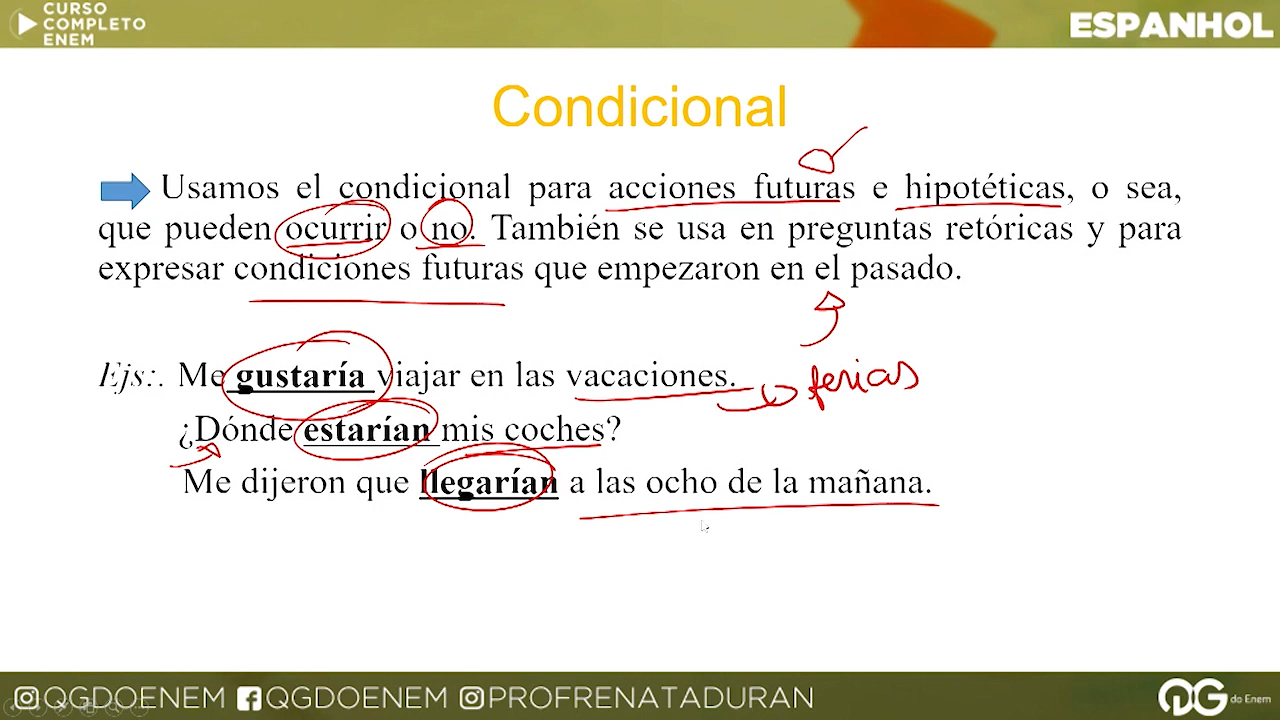 CURSO
COMPLETO
ENEM
ESPANHOL
Condicional
Usamos el condicional para acciones futuras e hipotéticas, o sea,
que pueden ocurrir o no. También se usa en preguntas retóricas y para
expresar condiciones futuras que empezaron en el pasado.
Ejs:. Me gustaría viajar en las vacaciones.
ferias
¿Dónde estarían mis coches?
Me dijeron que llegarían a las ocho de la mañana.
@QGDOENEM QGDOENEM PROFRENATADURAN
QG do Enem